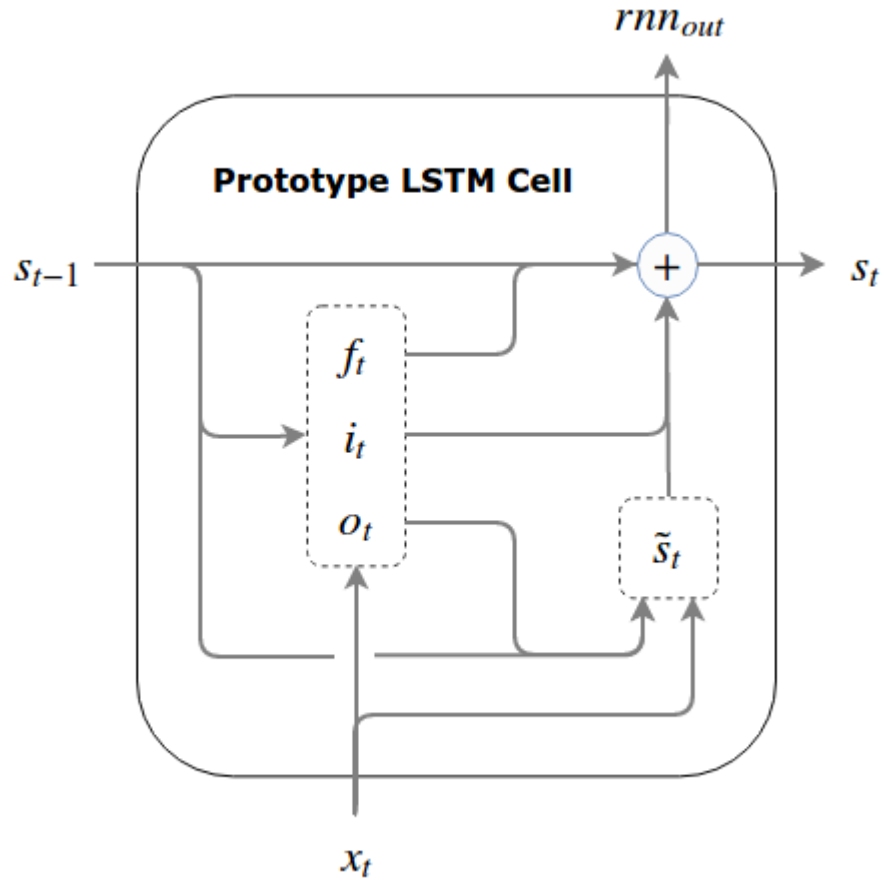 rnn_out
Prototype LSTM Cell
s_{t−1}
+
s_t
f_t
i_t
o_t
s̃_t
x_t